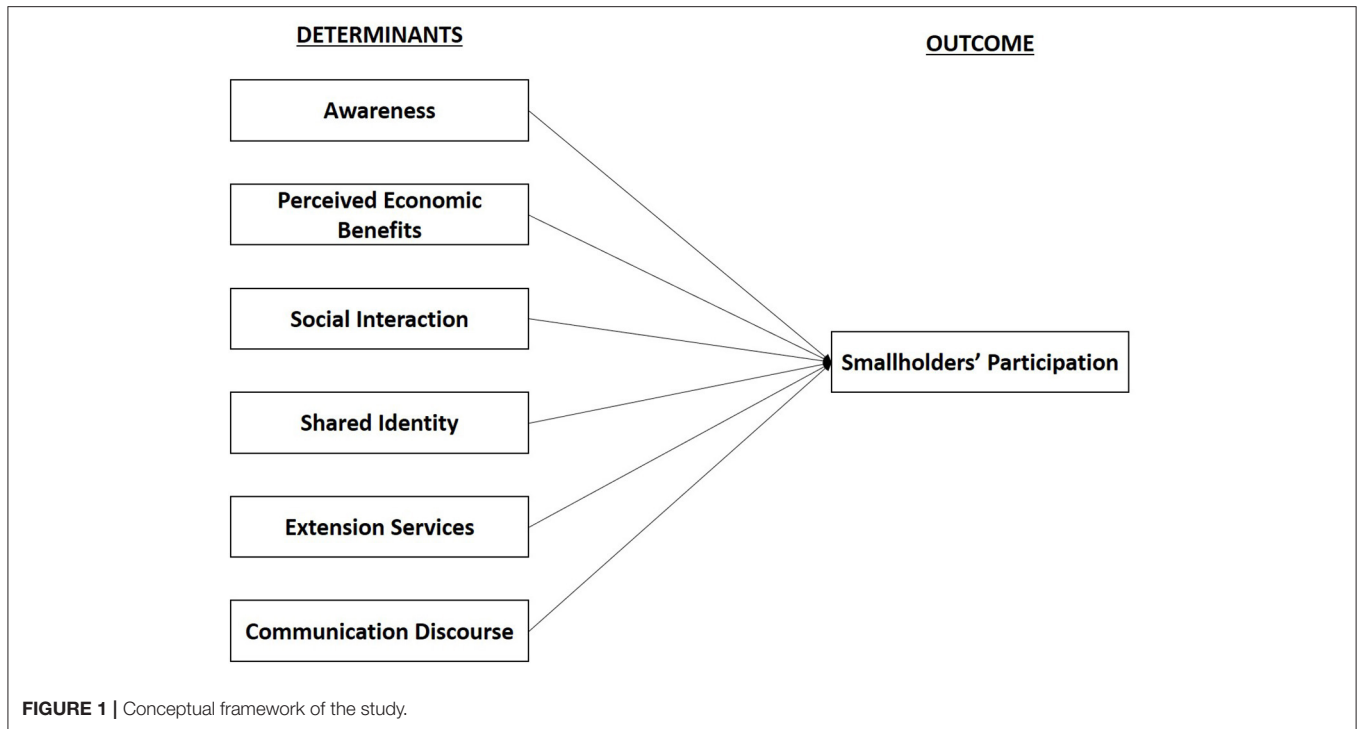 DETERMINANTS
OUTCOME
Awareness
Perceived Economic
Benefits
Social Interaction
Smallholders’ Participation
Shared Identity
Extension Services
Communication Discourse
FIGURE 1 | Conceptual framework of the study.